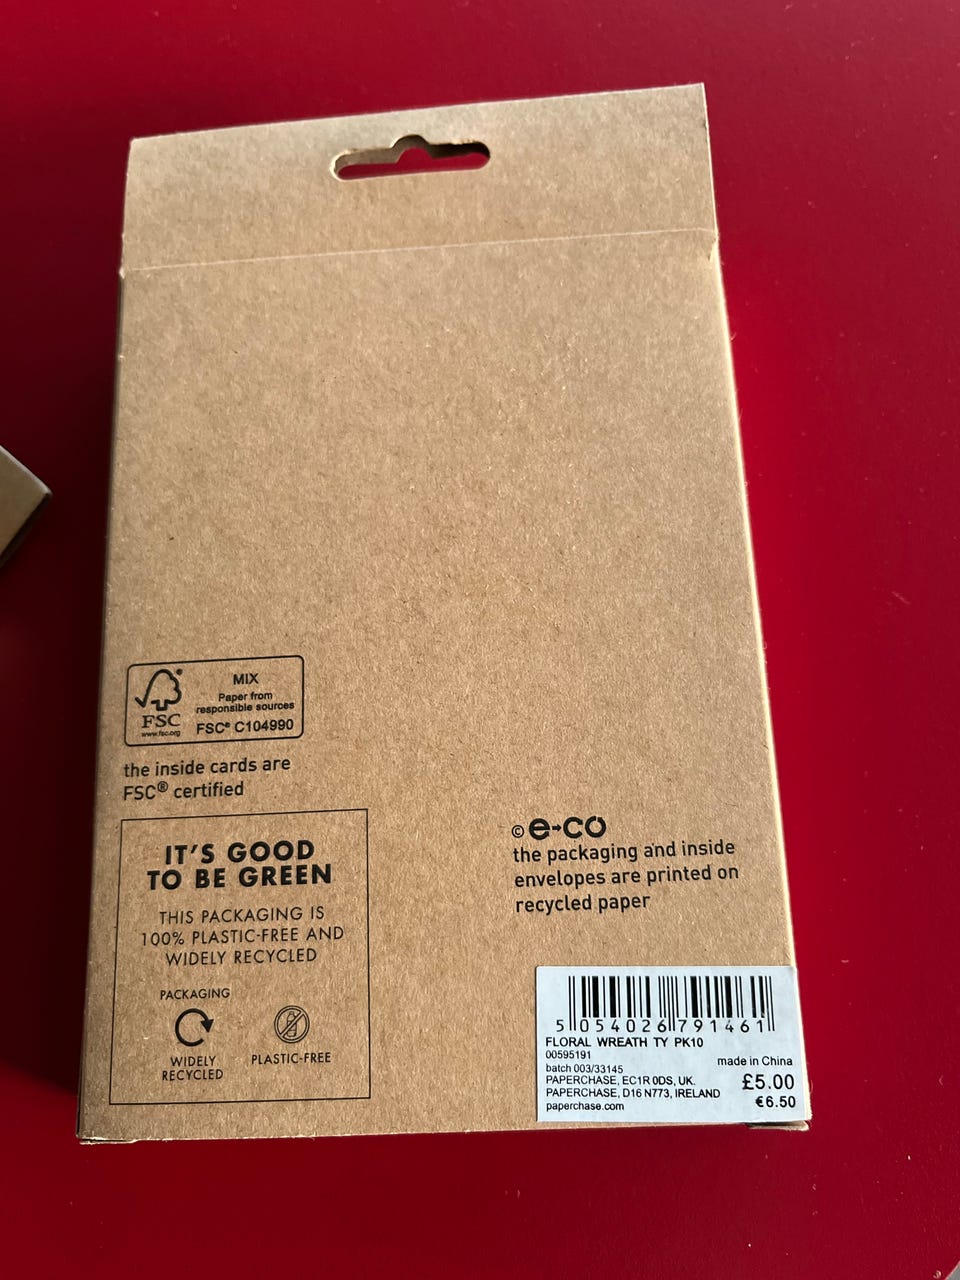 MIX
Paper from
responsible sources
FSC® C104990
FSC
www.fsc.org
the inside cards are
FSC® certified
IT'S GOOD
TO BE GREEN
THIS PACKAGING IS
100% PLASTIC-FREE AND
WIDELY RECYCLED
PACKAGING
WIDELY
RECYCLED
PLASTIC-FREE
© e-co
the packaging and inside
envelopes are printed on
recycled paper
5 054026 791461
FLORAL WREATH TY PK10
00595191
batch 003/33145
made in China
PAPERCHASE, EC1R 0DS, UK.
£5.00
PAPERCHASE, D16 N773, IRELAND
€6.50
paperchase.com